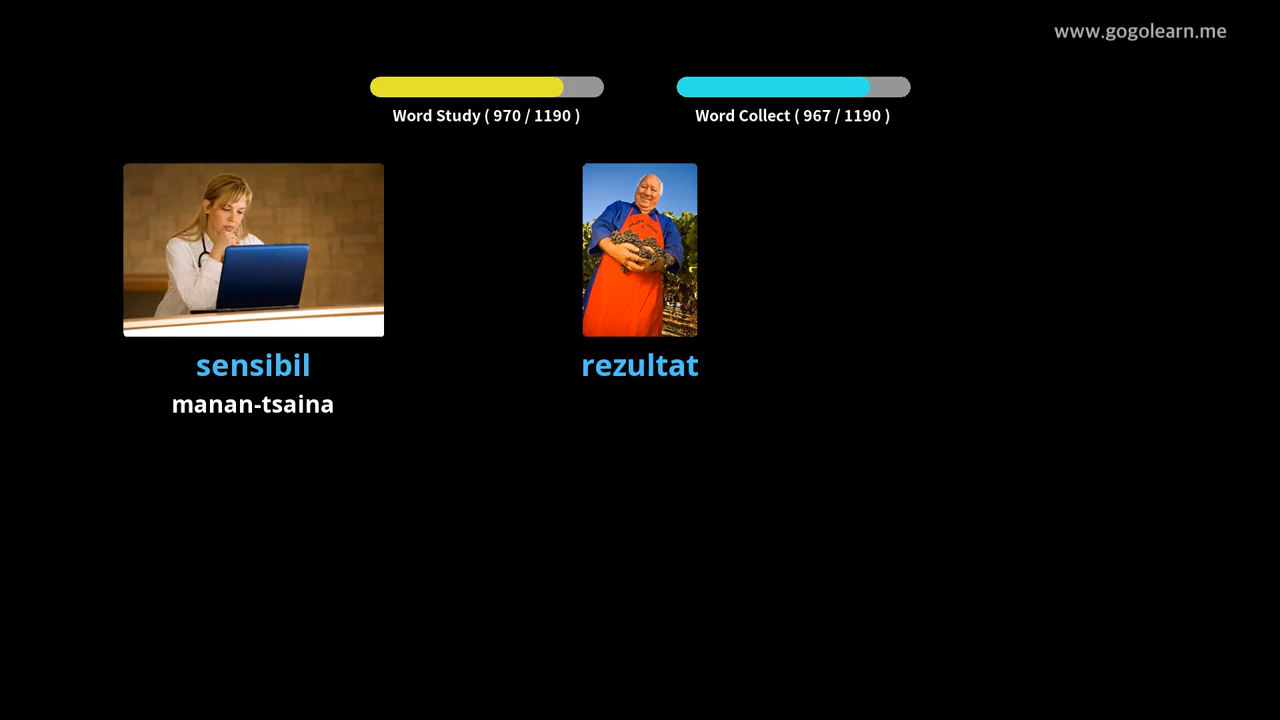 www.gogolearn.me
Word Study ( 970 / 1190 )
Word Collect ( 967 / 1190 )
sensibil
manan-tsaina
rezultat